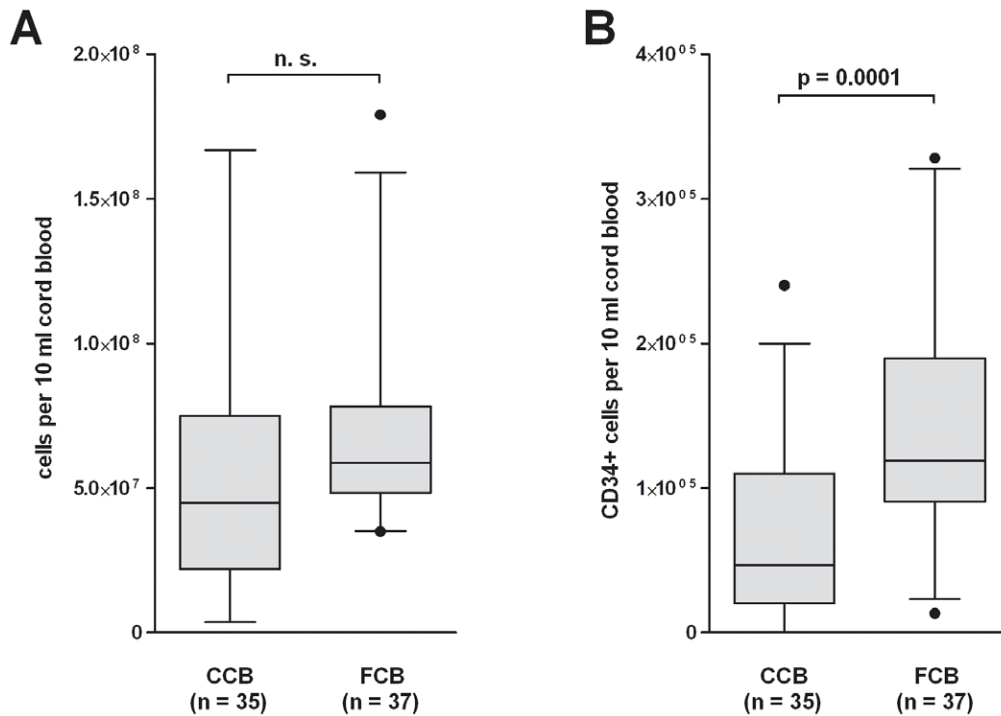 A
2.0×10⁸
1.5×10⁸
1.0×10⁸
5.0×10⁷
0
cells per 10 ml cord blood
n. s.
CCB
(n = 35)
FCB
(n = 37)
B
4×10⁰⁵
3×10⁰⁵
2×10⁰⁵
1×10⁰⁵
0
CD34+ cells per 10 ml cord blood
p = 0.0001
CCB
(n = 35)
FCB
(n = 37)